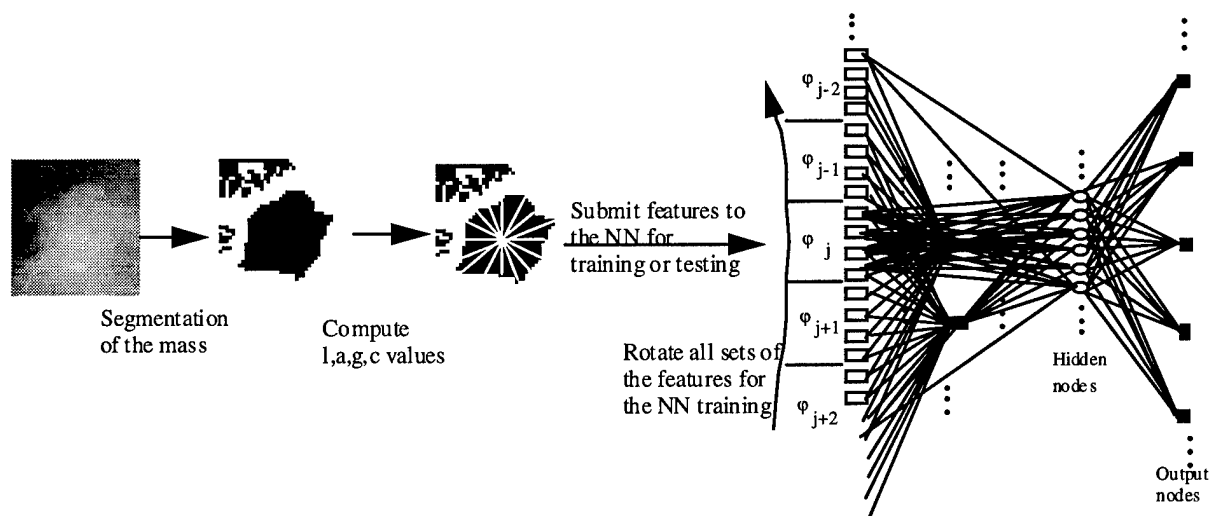 Segmentation
of the mass
Compute
l,a,g,c values
Submit features to
the NN for
training or testing
Rotate all sets of
the features for
the NN training
φ j-2
φ j-1
φ j
φ j+1
φ j+2
Hidden
nodes
Output
nodes